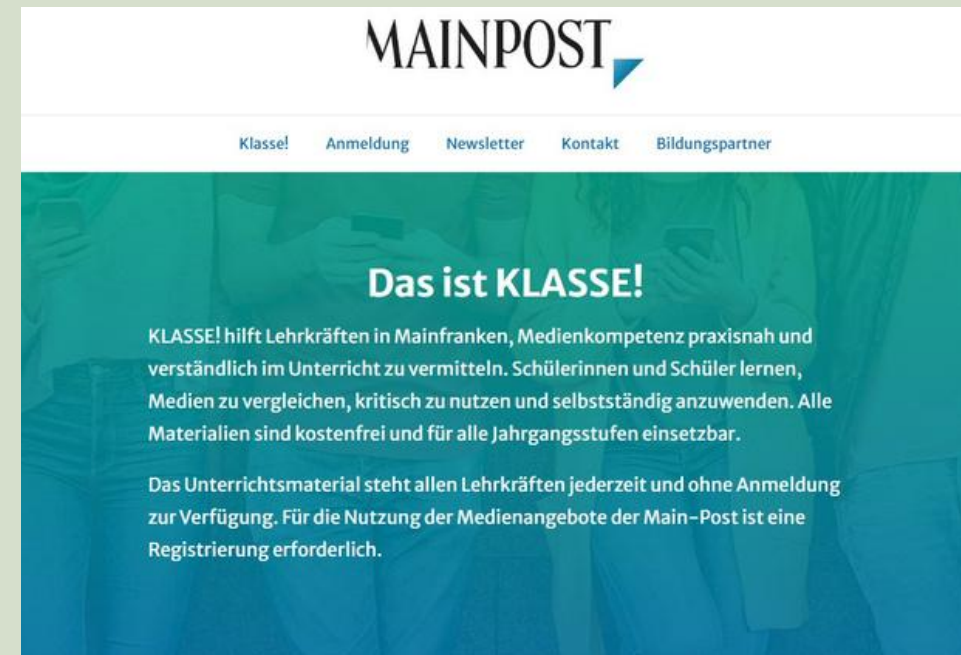 MAINPOST
Klasse! Anmeldung Newsletter Kontakt Bildungspartner
Das ist KLASSE!
KLASSE! hilft Lehrkräften in Mainfranken, Medienkompetenz praxisnah und
verständlich im Unterricht zu vermitteln. Schülerinnen und Schüler lernen,
Medien zu vergleichen, kritisch zu nutzen und selbstständig anzuwenden. Alle
Materialien sind kostenfrei und für alle Jahrgangsstufen einsetzbar.
Das Unterrichtsmaterial steht allen Lehrkräften jederzeit und ohne Anmeldung
zur Verfügung. Für die Nutzung der Medienangebote der Main-Post ist eine
Registrierung erforderlich.